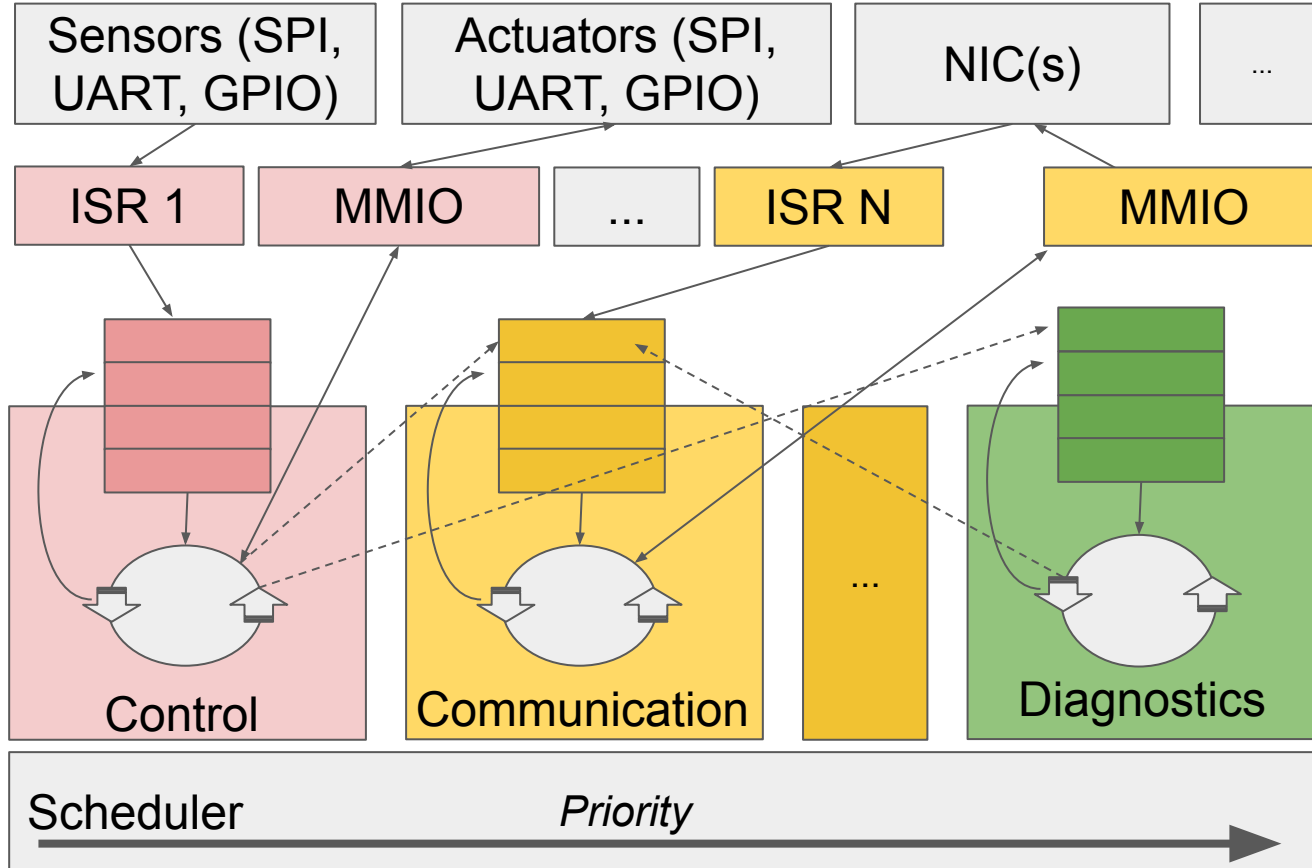 Sensors (SPI,
UART, GPIO)
Actuators (SPI,
UART, GPIO)
NIC(s)
...
ISR 1
MMIO
...
ISR N
MMIO
...
Control
Communication
Diagnostics
Scheduler
Priority